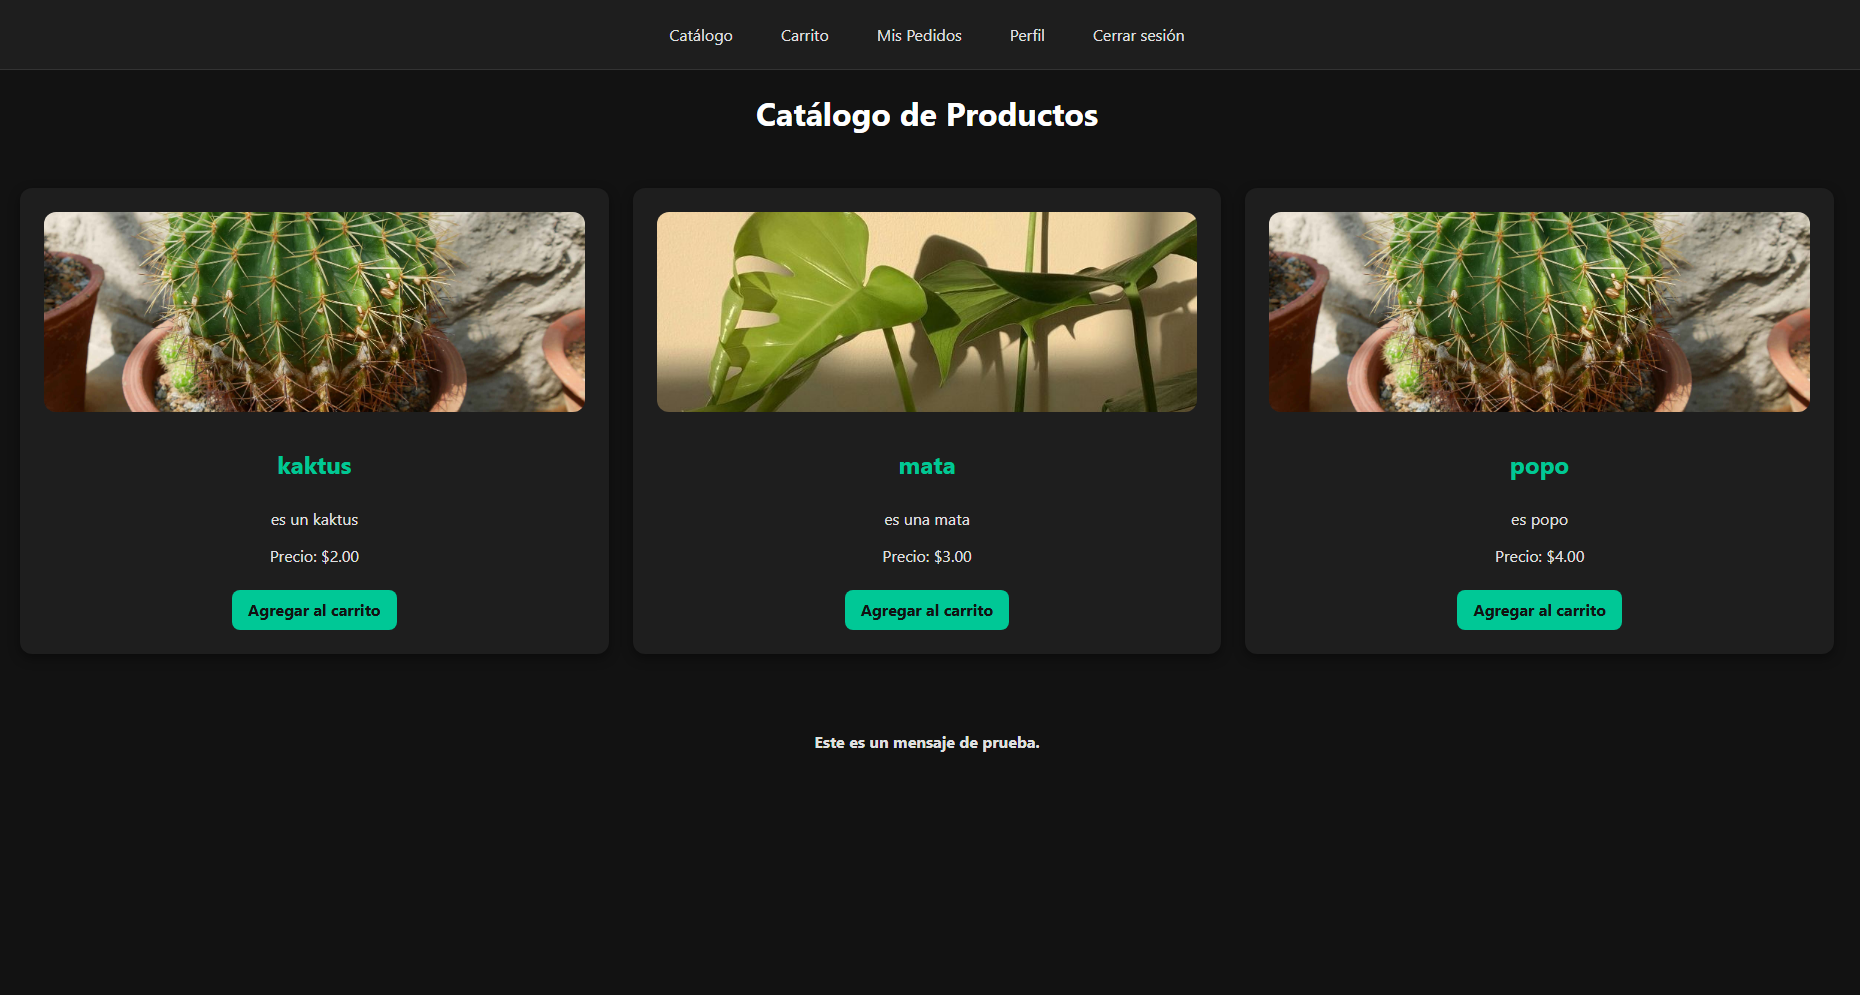 Catálogo Carrito Mis Pedidos Perfil Cerrar sesión
Catálogo de Productos
kaktus
es un kaktus
Precio: $2.00
Agregar al carrito
mata
es una mata
Precio: $3.00
Agregar al carrito
popo
es popo
Precio: $4.00
Agregar al carrito
Este es un mensaje de prueba.